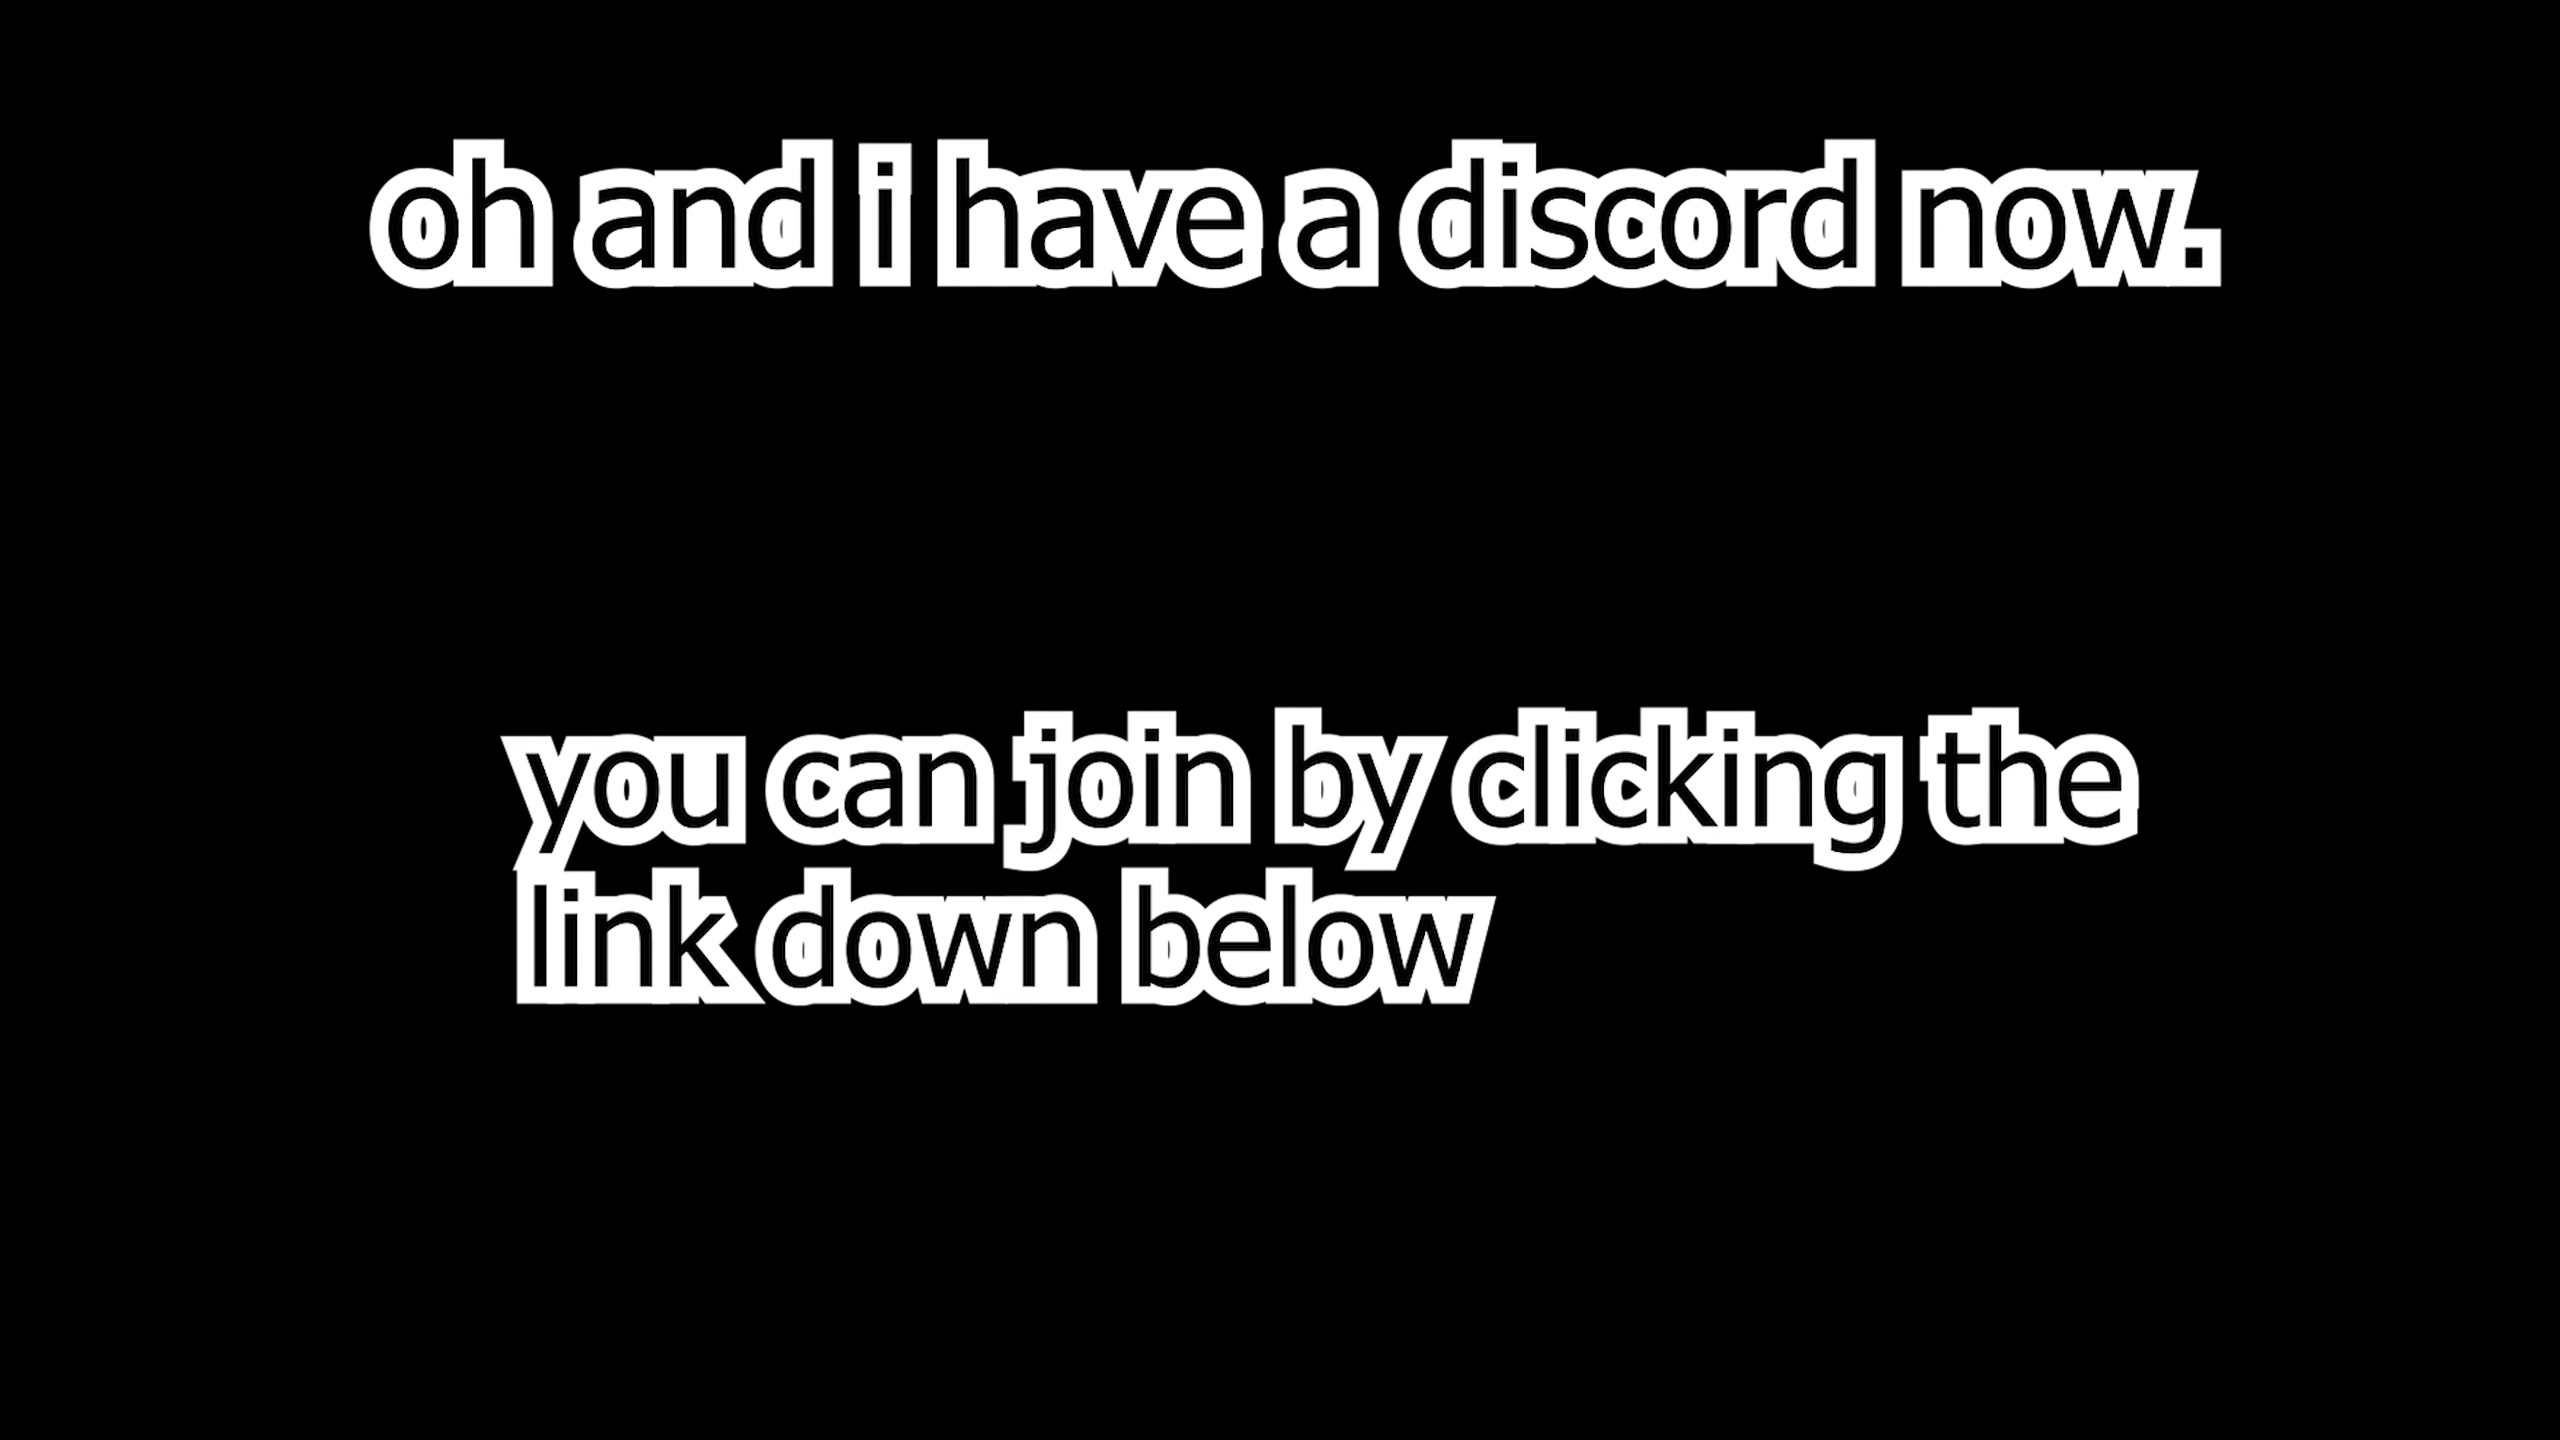 oh and i have a discord now.
you can join by clicking the
link down below